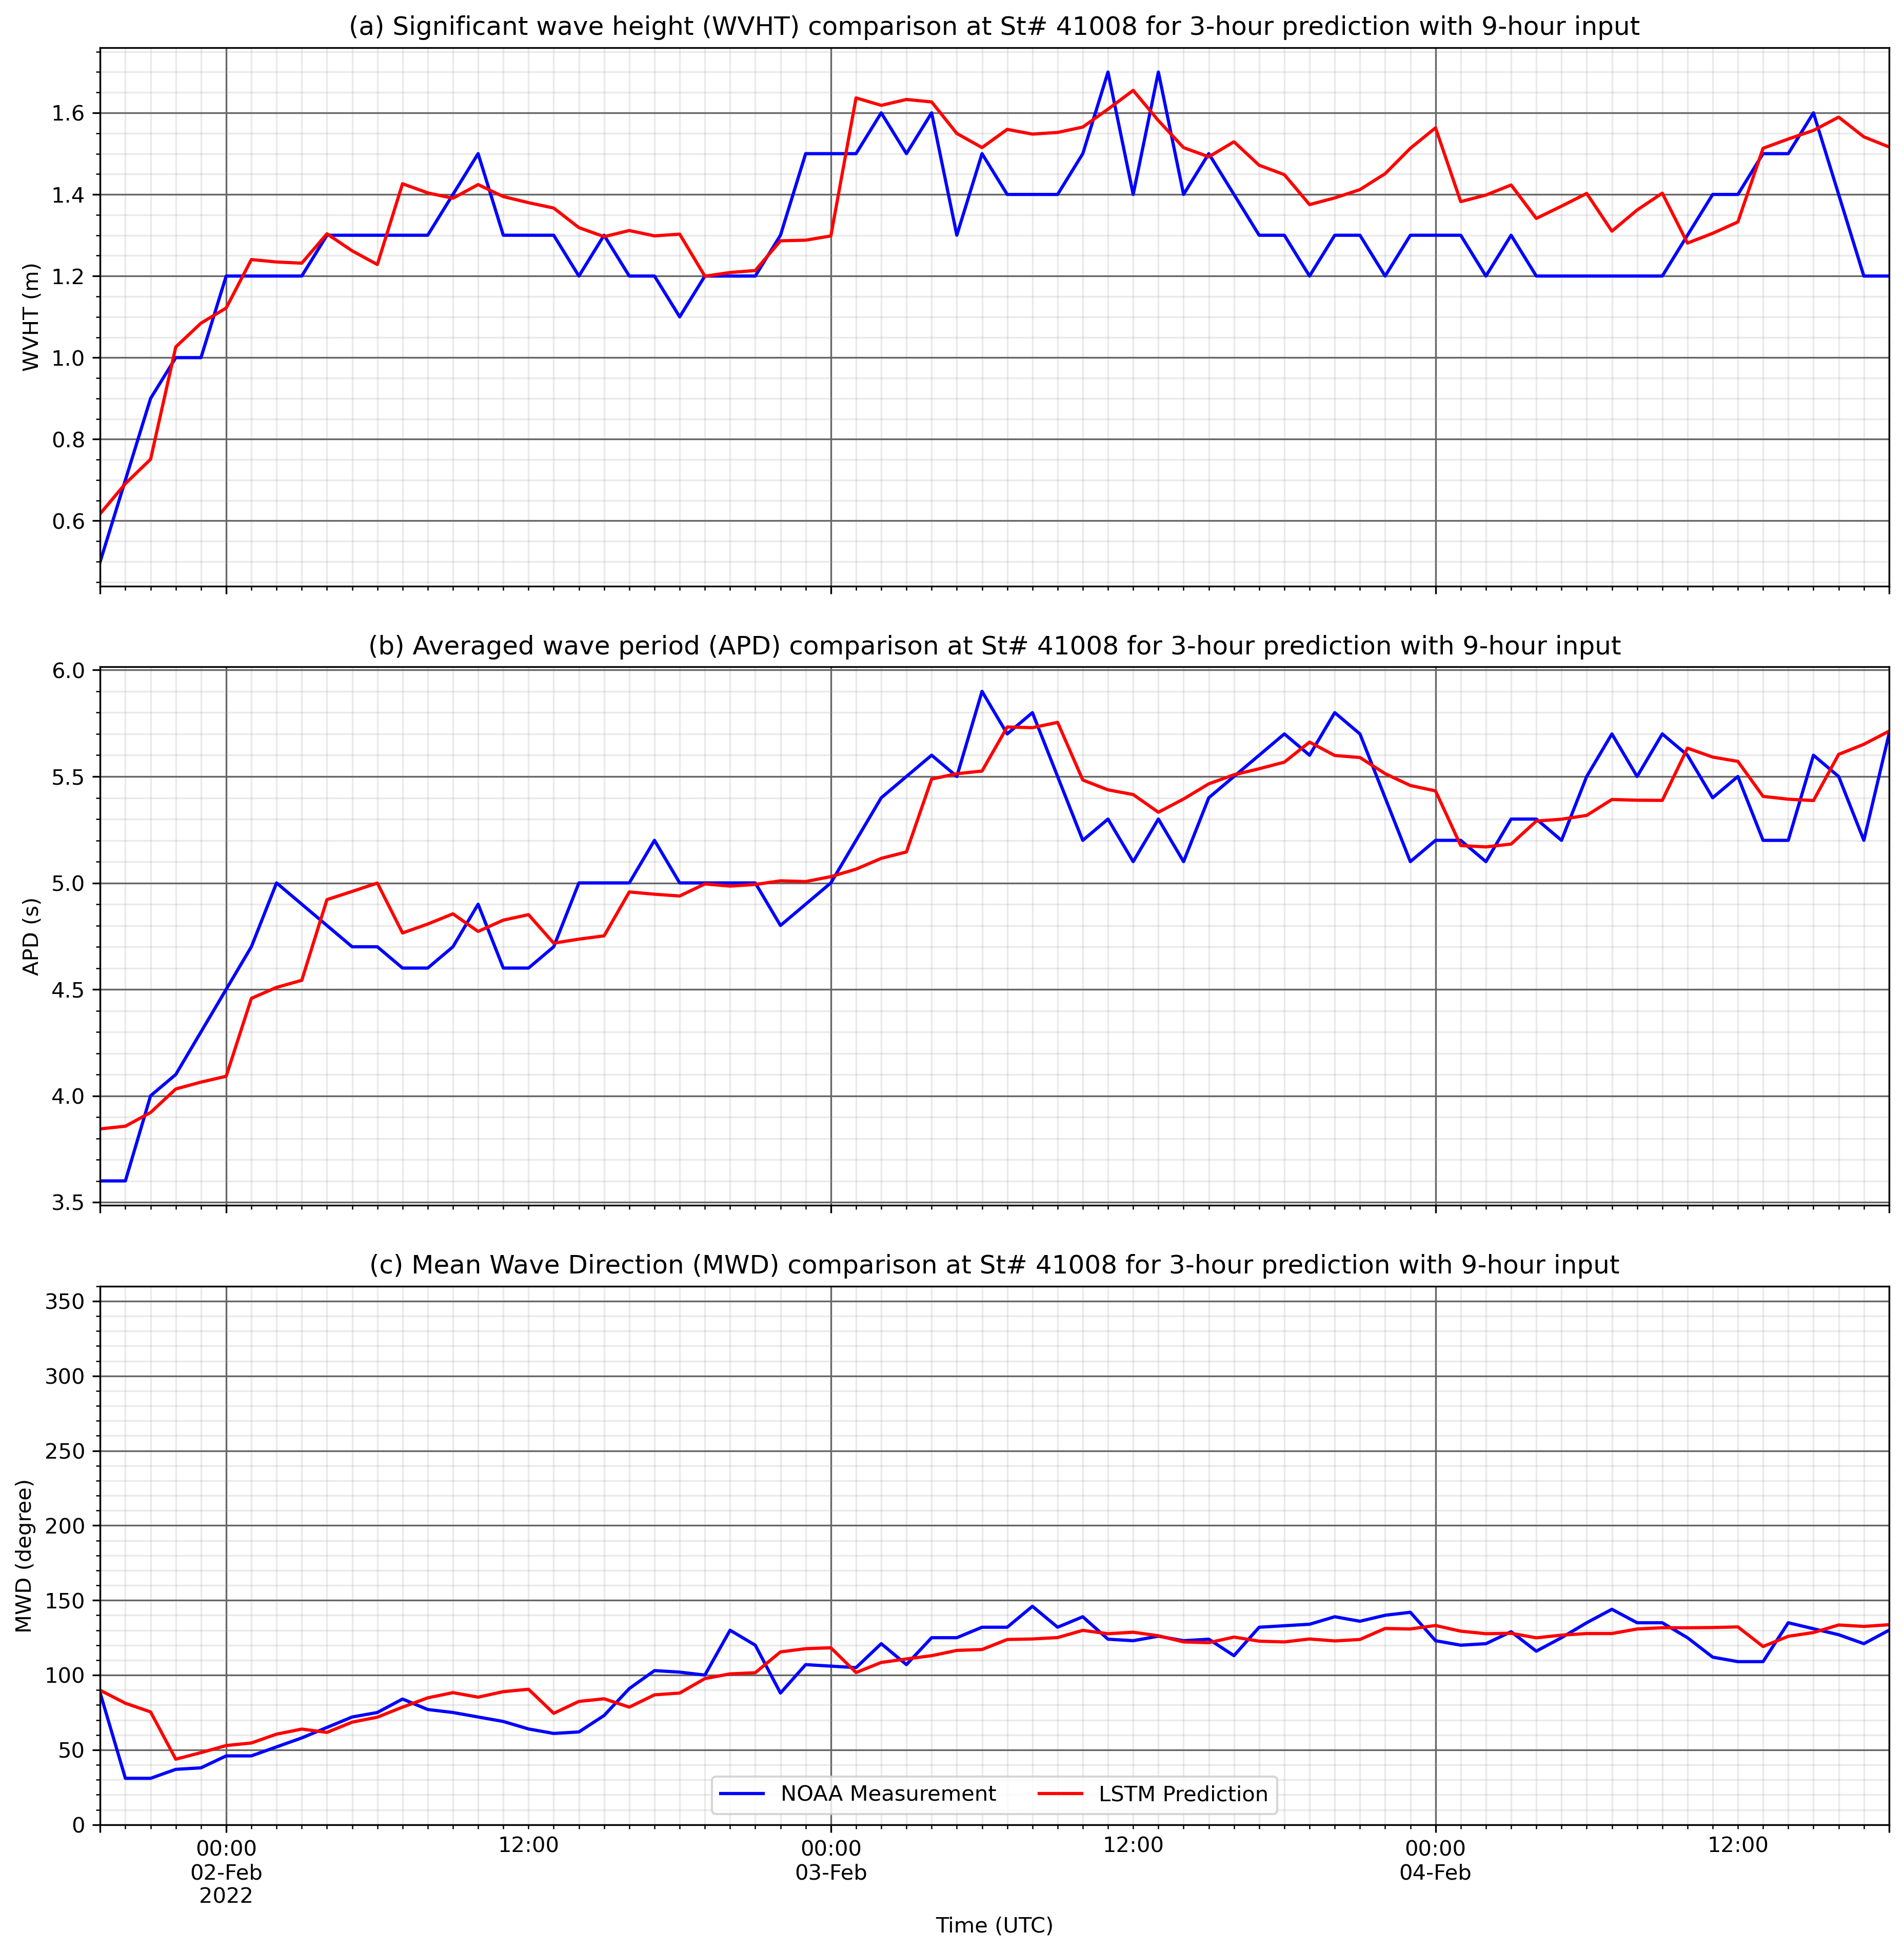 (a) Significant wave height (WVHT) comparison at St# 41008 for 3-hour prediction with 9-hour input
WVHT (m)
1.6
1.4
1.2
1.0
0.8
0.6
(b) Averaged wave period (APD) comparison at St# 41008 for 3-hour prediction with 9-hour input
APD (s)
6.0
5.5
5.0
4.5
4.0
3.5
(c) Mean Wave Direction (MWD) comparison at St# 41008 for 3-hour prediction with 9-hour input
MWD (degree)
350
300
250
200
150
100
50
0
NOAA Measurement LSTM Prediction
00:00 12:00 00:00 12:00 00:00 12:00
02-Feb 03-Feb 04-Feb
2022
Time (UTC)